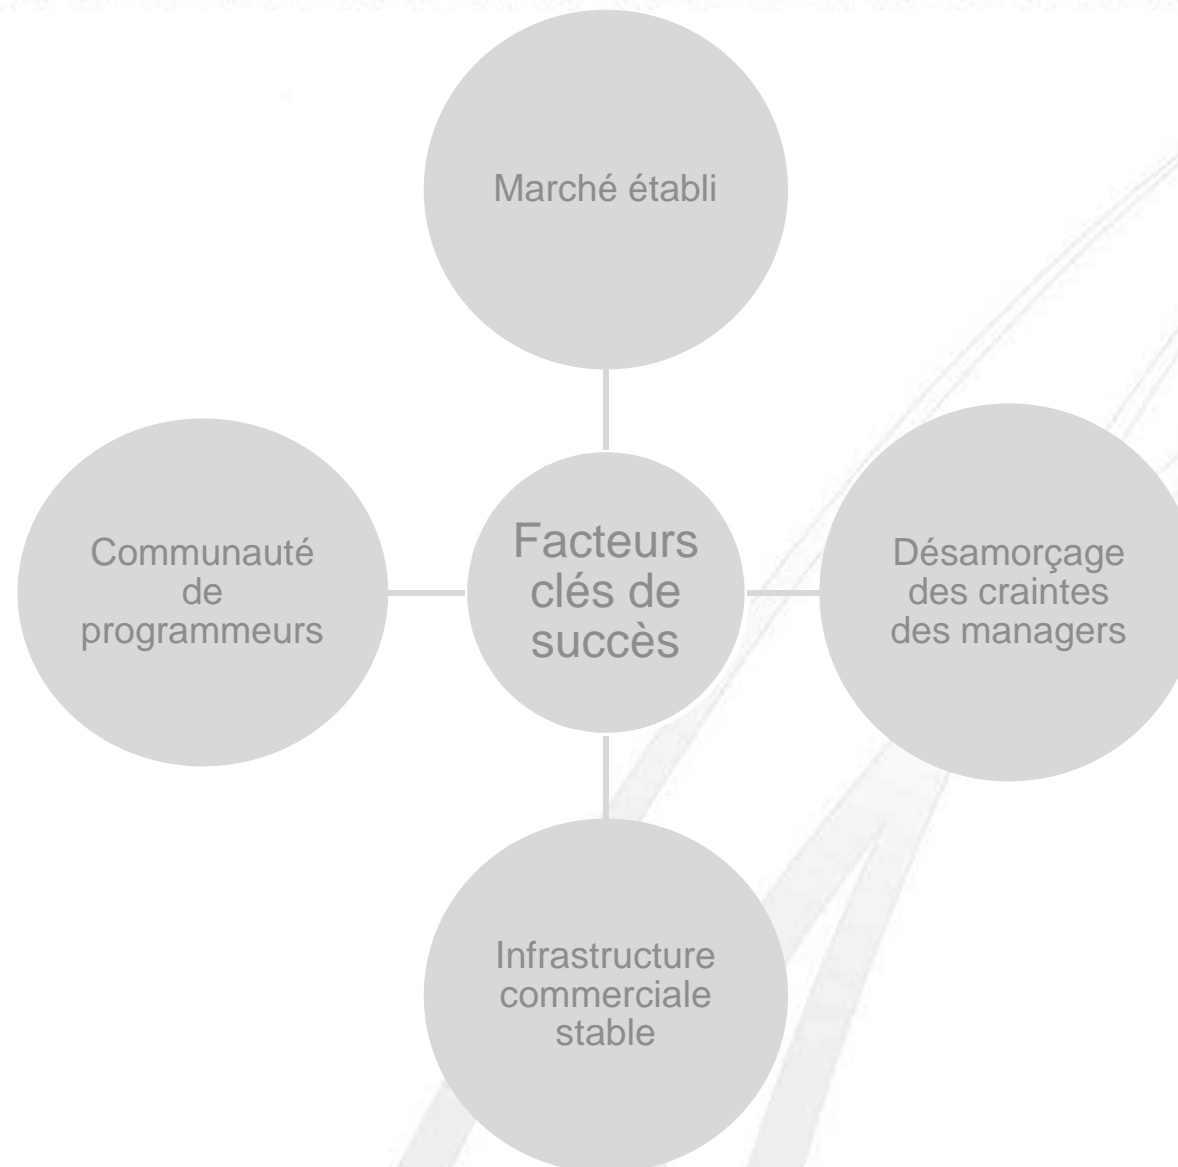 Marché établi
Communauté
de
programmeurs
Facteurs
clés de
succès
Désamorçage
des craintes
des managers
Infrastructure
commerciale
stable